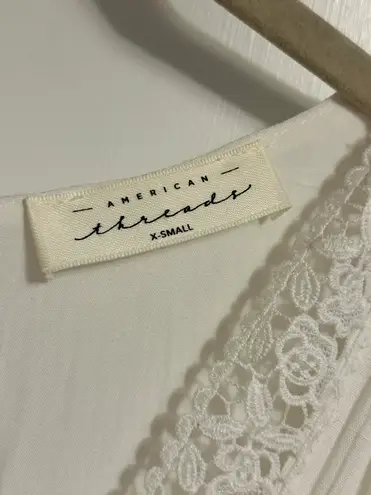 — AMERICAN —
threads
X-SMALL